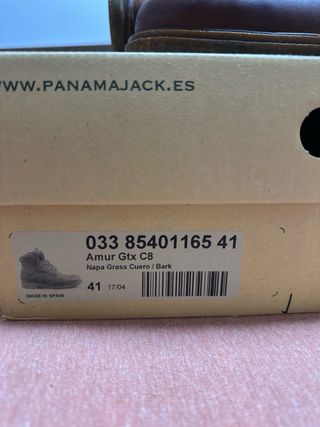 WWW.PANAMAJACK.ES
033 85401165 41
Amur Gtx C8
Napa Grass Cuero / Bark
41 17/04
MADE IN SPAIN